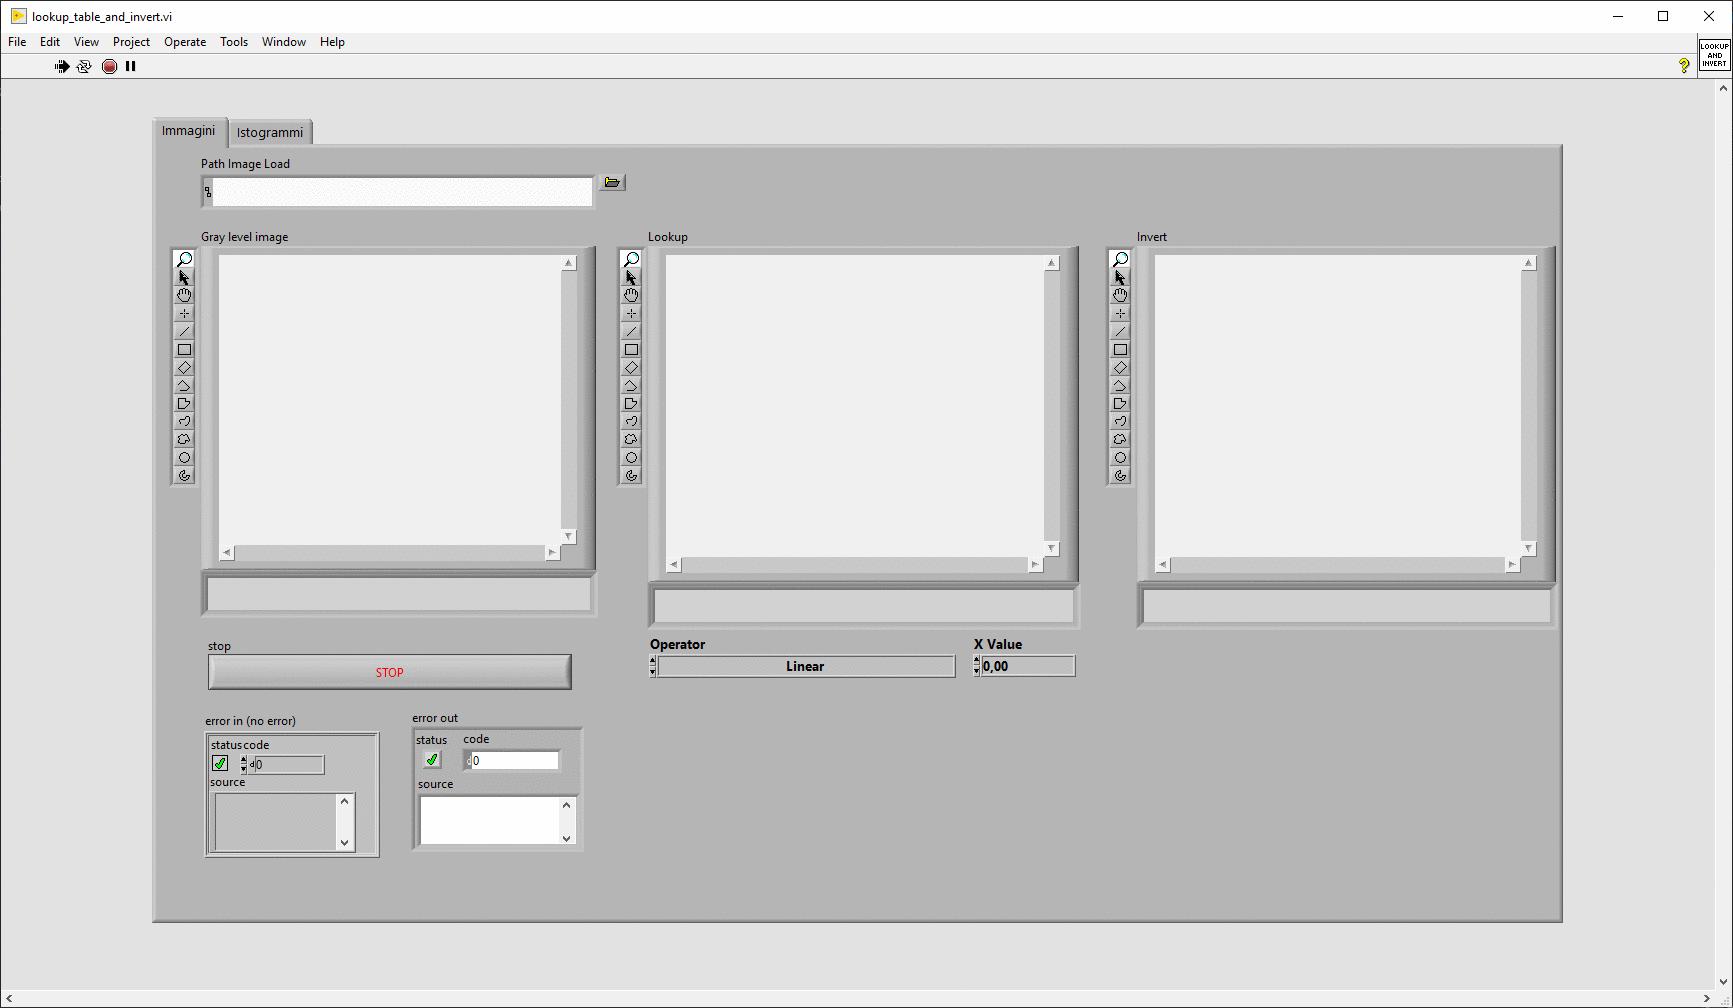 lookup_table_and_invert.vi
File Edit View Project Operate Tools Window Help
LOOKUP
AND
INVERT
Immagini Istogrammi
Path Image Load
Gray level image Lookup Invert
stop
STOP
Operator X Value
Linear 0,00
error in (no error) error out
status code status code
d0 d0
source source